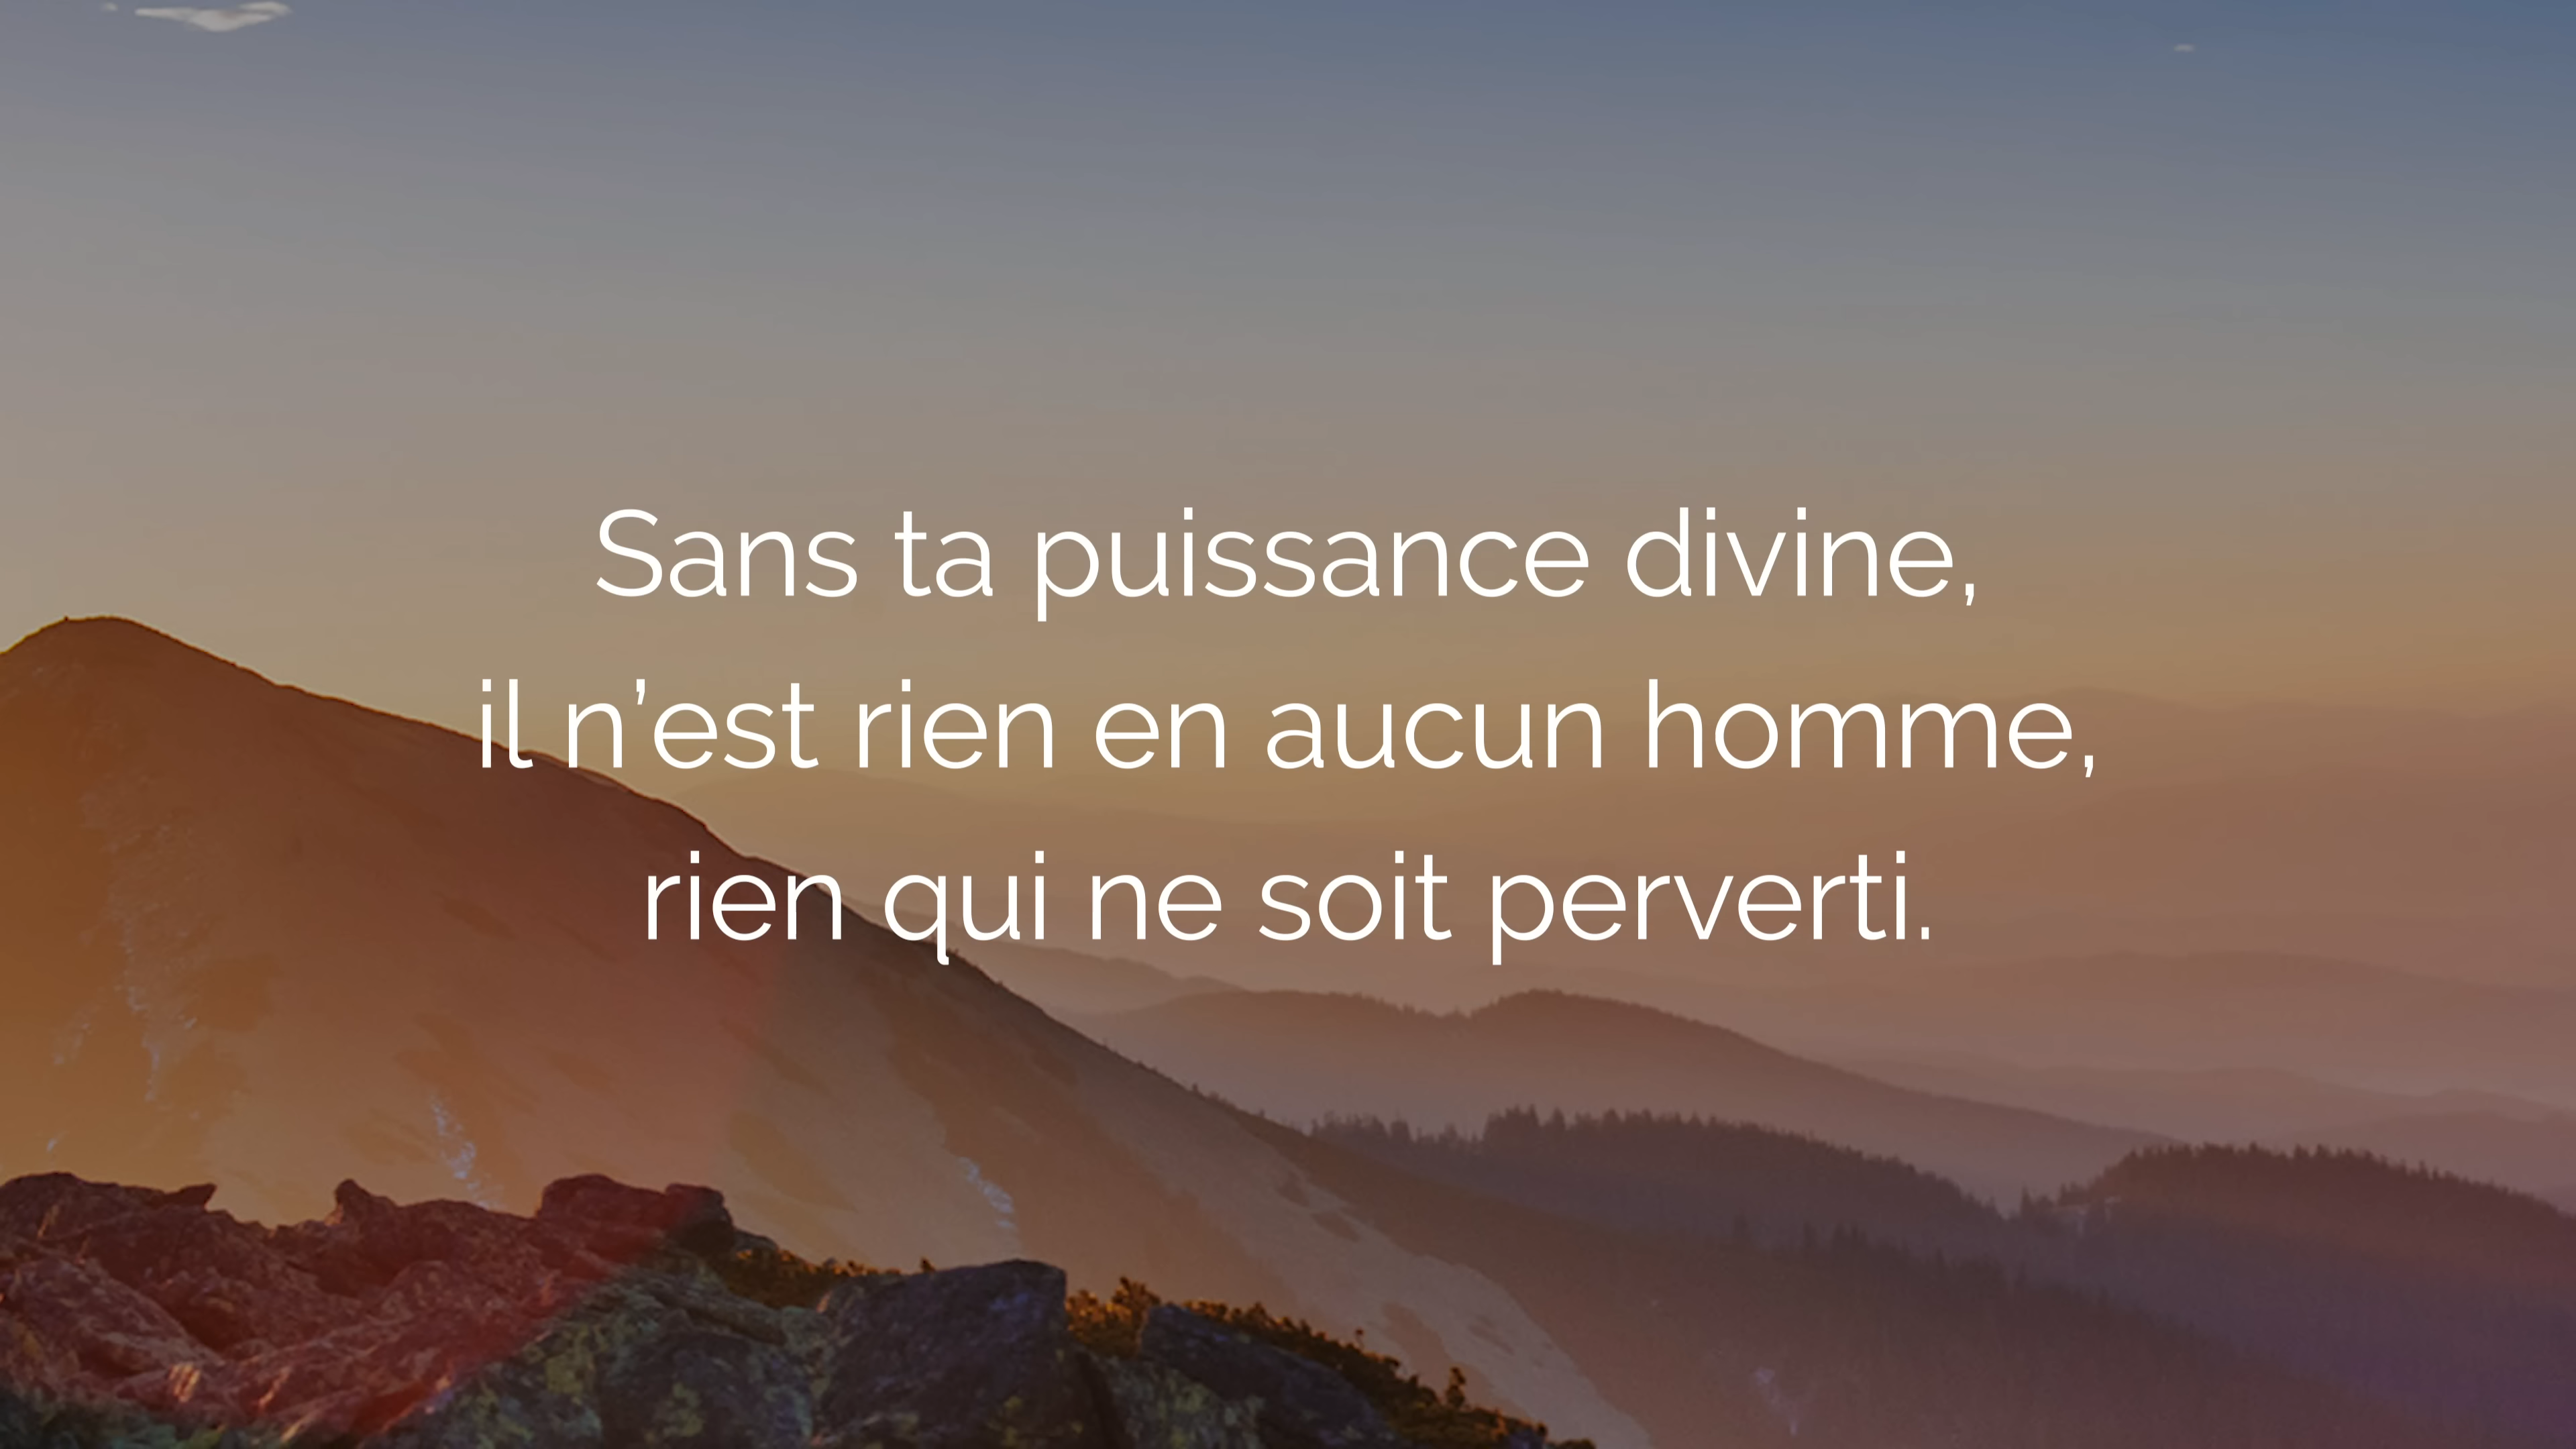 Sans ta puissance divine,
il n’est rien en aucun homme,
rien qui ne soit perverti.